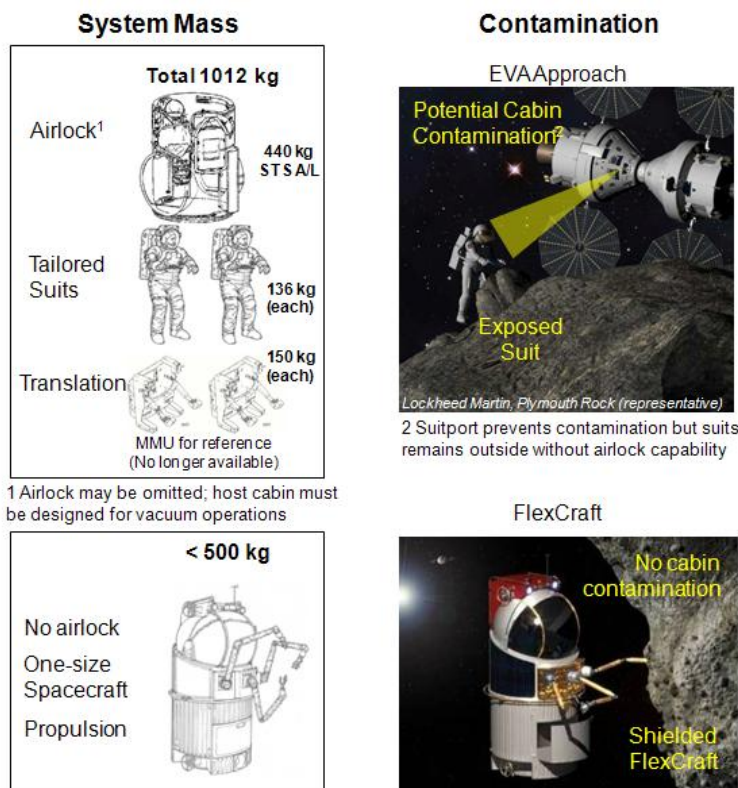 System Mass
Total 1012 kg
Airlock1
440 kg
STS A/L
Tailored
Suits
136 kg
(each)
Translation
150 kg
(each)
MMU for reference
(No longer available)
1 Airlock may be omitted; host cabin must
be designed for vacuum operations
< 500 kg
No airlock
One-size
Spacecraft
Propulsion
Contamination
EVA Approach
Potential Cabin
Contamination2
Exposed
Suit
Lockheed Martin, Plymouth Rock (representative)
2 Suitport prevents contamination but suits
remains outside without airlock capability
FlexCraft
No cabin
contamination
Shielded
FlexCraft